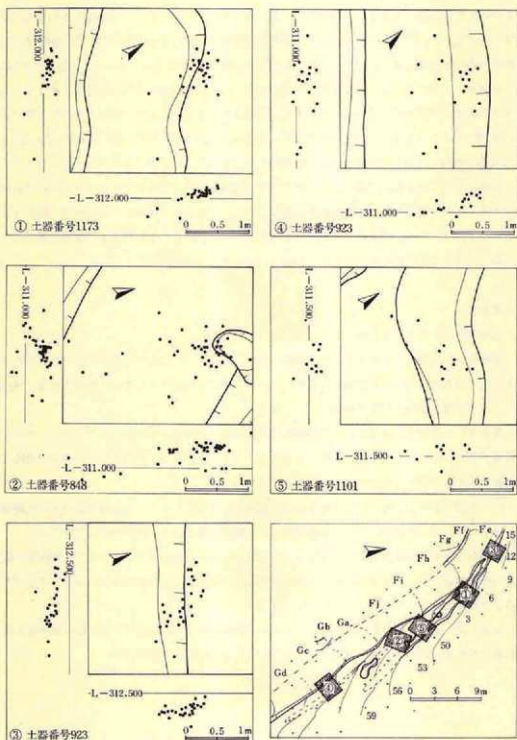 L-312.000
L-312.000
① 土器番号1173
0 0.5 1m
L-311.000
L-311.000
② 土器番号848
0 0.5 1m
L-312.500
L-312.500
③ 土器番号923
0 0.5 1m
L-311.000
L-311.000
④ 土器番号923
0 0.5 1m
L-311.500
L-311.500
⑤ 土器番号1101
0 0.5 1m
Ff
Fe
Fg
Fh
Fi
Fj
Ga
Gb
Gc
Gd
15
12
9
6
3
50
53
56
59
0 3 6 9m